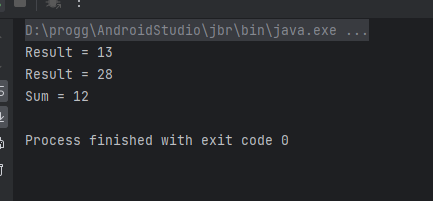 D:\progg\AndroidStudio\jbr\bin\java.exe ...
Result = 13
Result = 28
Sum = 12
Process finished with exit code 0